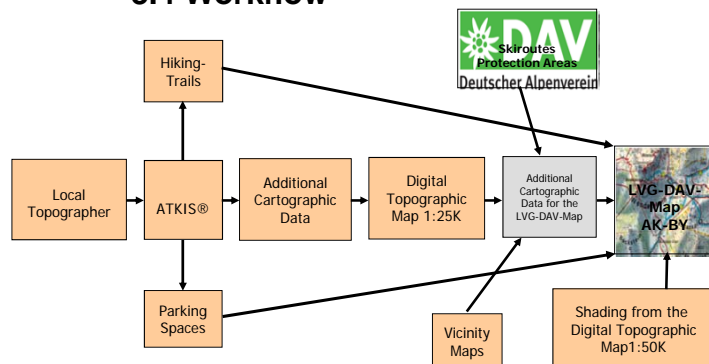 Workflow
DAV
Skiroutes
Protection Areas
Deutscher Alpenverein
Hiking-
Trails
Local
Topographer
ATKIS®
Additional
Cartographic
Data
Digital
Topographic
Map 1:25K
Additional
Cartographic
Data for the
LVG-DAV-Map
LVG-DAV-
Map
AK-BY
Parking
Spaces
Vicinity
Maps
Shading from the
Digital Topographic
Map1:50K